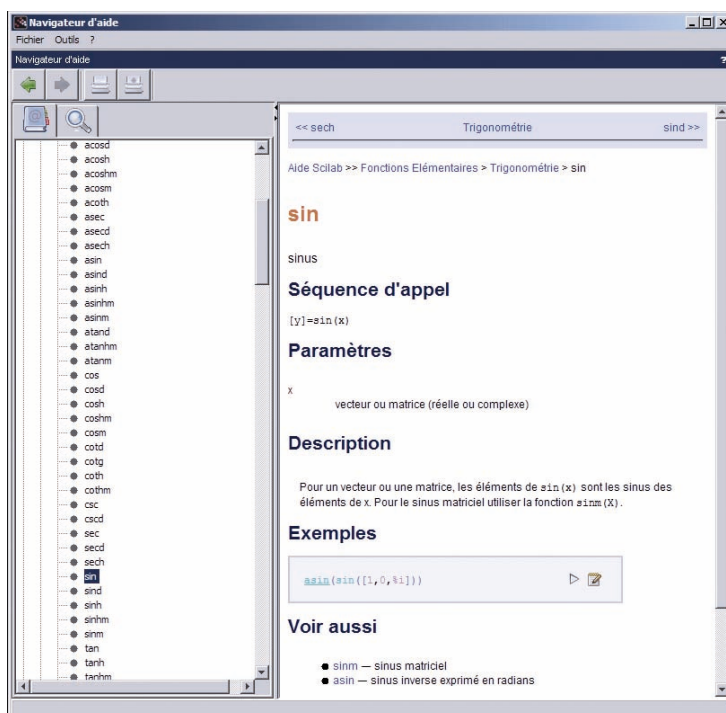 Navigateur d'aide
Fichier Outils ?
Navigateur d'aide ?
acosd
acosh
acoshm
acosm
acoth
asec
asecd
asech
asin
asind
asinh
asinhm
asinm
atand
atanhm
atanm
cos
cosd
cosh
coshm
cosm
cotd
cotg
coth
cothm
csc
cscd
sec
secd
sech
sin
sind
sinh
sinhm
sinm
tan
tanh
tanhm
<< sech Trigonométrie sind >>
Aide Scilab >> Fonctions Elémentaires > Trigonométrie > sin
sin
sinus
Séquence d'appel
[y]=sin(x)
Paramètres
x
vecteur ou matrice (réelle ou complexe)
Description
Pour un vecteur ou une matrice, les éléments de sin(x) sont les sinus des
éléments de x. Pour le sinus matriciel utiliser la fonction sinm(X).
Exemples
asin(sin([1,0,%i]))
Voir aussi
sinm — sinus matriciel
asin — sinus inverse exprimé en radians